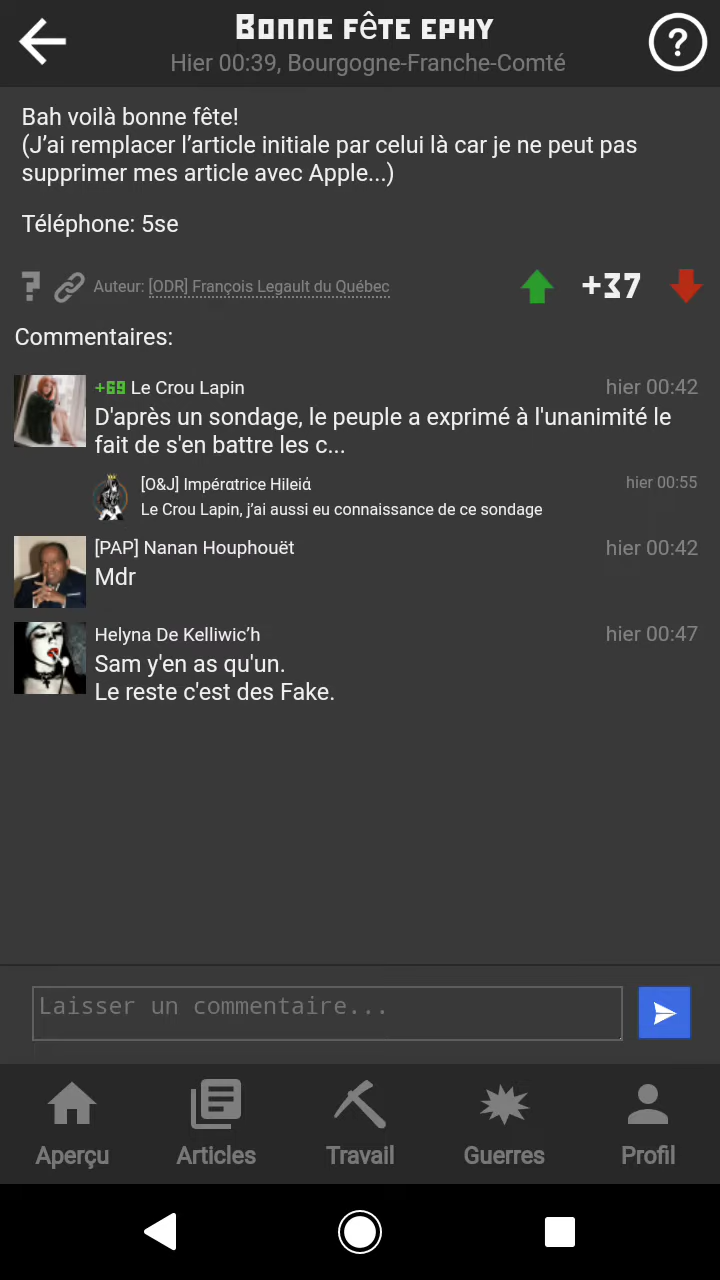 Bonne fête ephy
Hier 00:39, Bourgogne-Franche-Comté
?
Bah voilà bonne fête!
(J’ai remplacer l’article initiale par celui là car je ne peut pas
supprimer mes article avec Apple...)
Téléphone: 5se
? Auteur: [ODR] François Legault du Québec +37
Commentaires:
+69 Le Crou Lapin hier 00:42
D'après un sondage, le peuple a exprimé à l'unanimité le
fait de s'en battre les c...
[O&J] Impérαtrice Hileiά hier 00:55
Le Crou Lapin, j’ai aussi eu connaissance de ce sondage
[PAP] Nanan Houphouët hier 00:42
Mdr
Helyna De Kelliwic’h hier 00:47
Sam y'en as qu'un.
Le reste c'est des Fake.
Laisser un commentaire...
Aperçu Articles Travail Guerres Profil